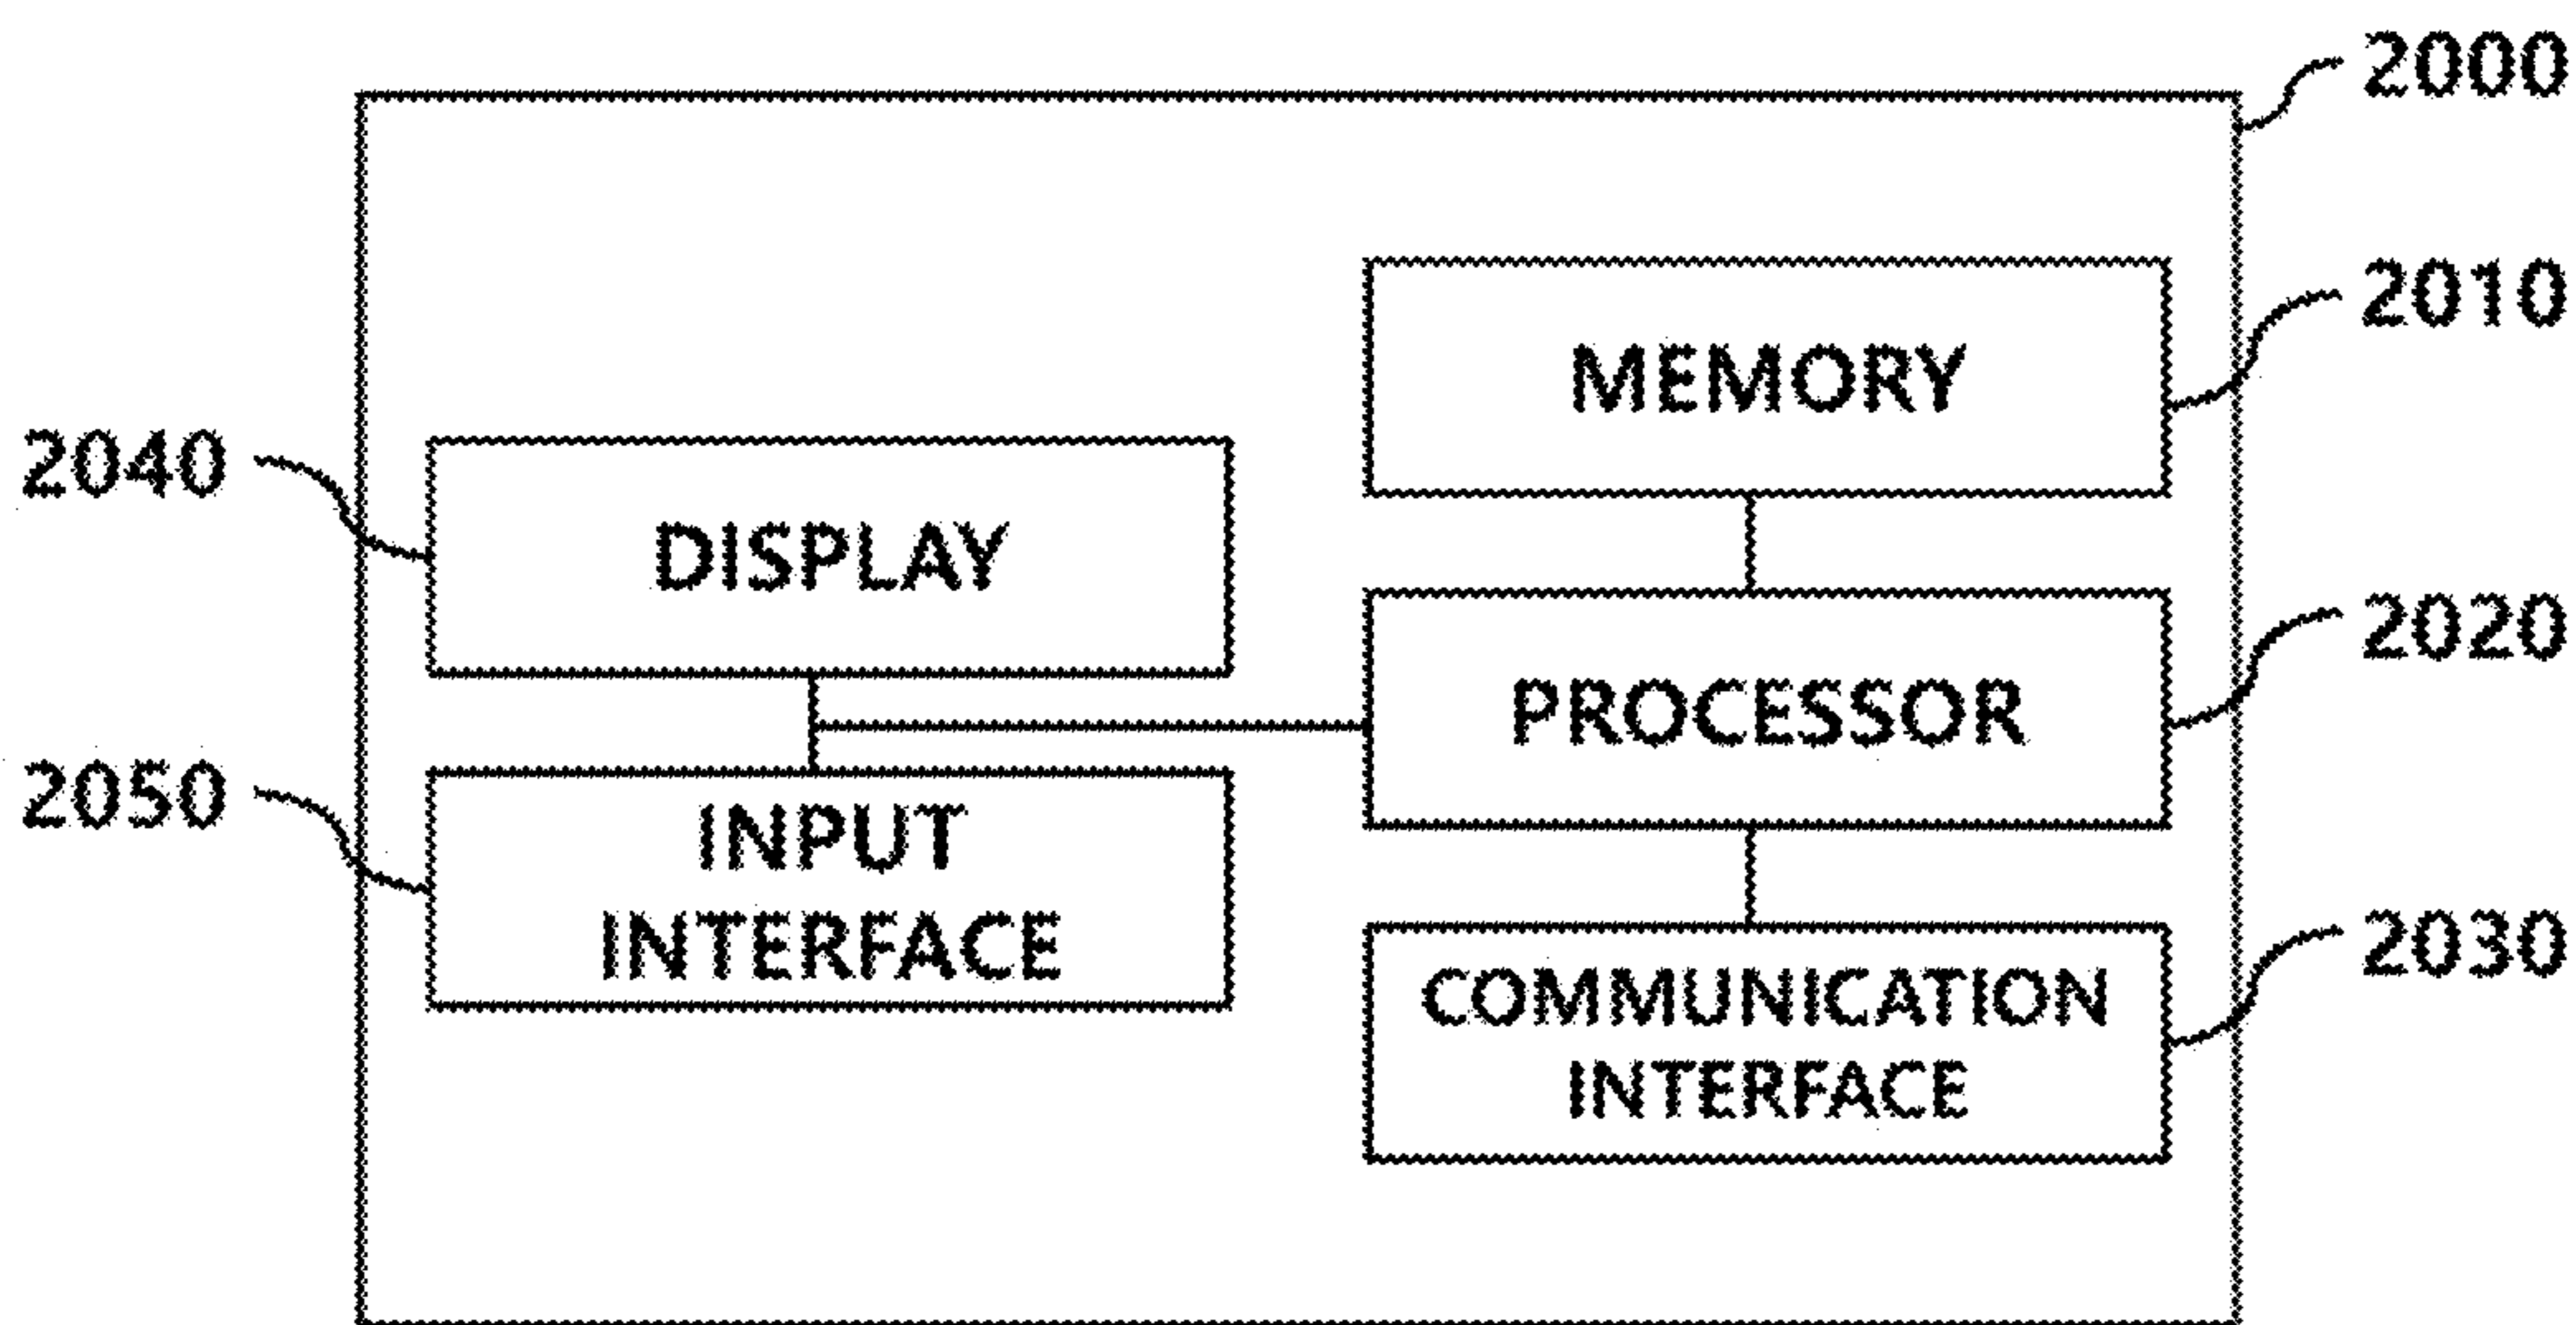 2000
2010
MEMORY
2040
DISPLAY
2020
PROCESSOR
2050
INPUT
INTERFACE
2030
COMMUNICATION
INTERFACE